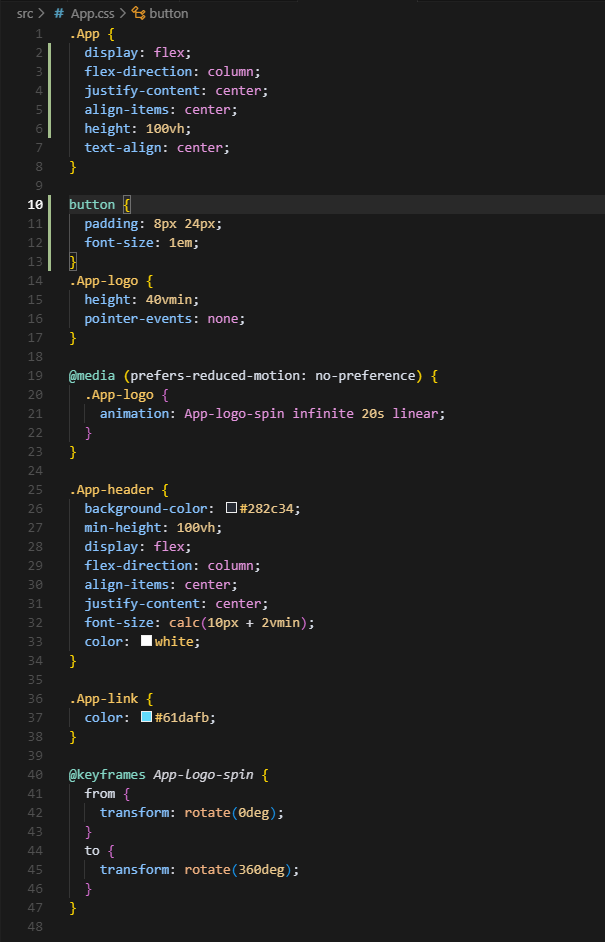 src > # App.css > button
1 .App {
2   display: flex;
3   flex-direction: column;
4   justify-content: center;
5   align-items: center;
6   height: 100vh;
7   text-align: center;
8 }
9
10 button {
11   padding: 8px 24px;
12   font-size: 1em;
13 }
14 .App-logo {
15   height: 40vmin;
16   pointer-events: none;
17 }
18
19 @media (prefers-reduced-motion: no-preference) {
20   .App-logo {
21     animation: App-logo-spin infinite 20s linear;
22   }
23 }
24
25 .App-header {
26   background-color: #282c34;
27   min-height: 100vh;
28   display: flex;
29   flex-direction: column;
30   align-items: center;
31   justify-content: center;
32   font-size: calc(10px + 2vmin);
33   color: white;
34 }
35
36 .App-link {
37   color: #61dafb;
38 }
39
40 @keyframes App-logo-spin {
41   from {
42     transform: rotate(0deg);
43   }
44   to {
45     transform: rotate(360deg);
46   }
47 }
48